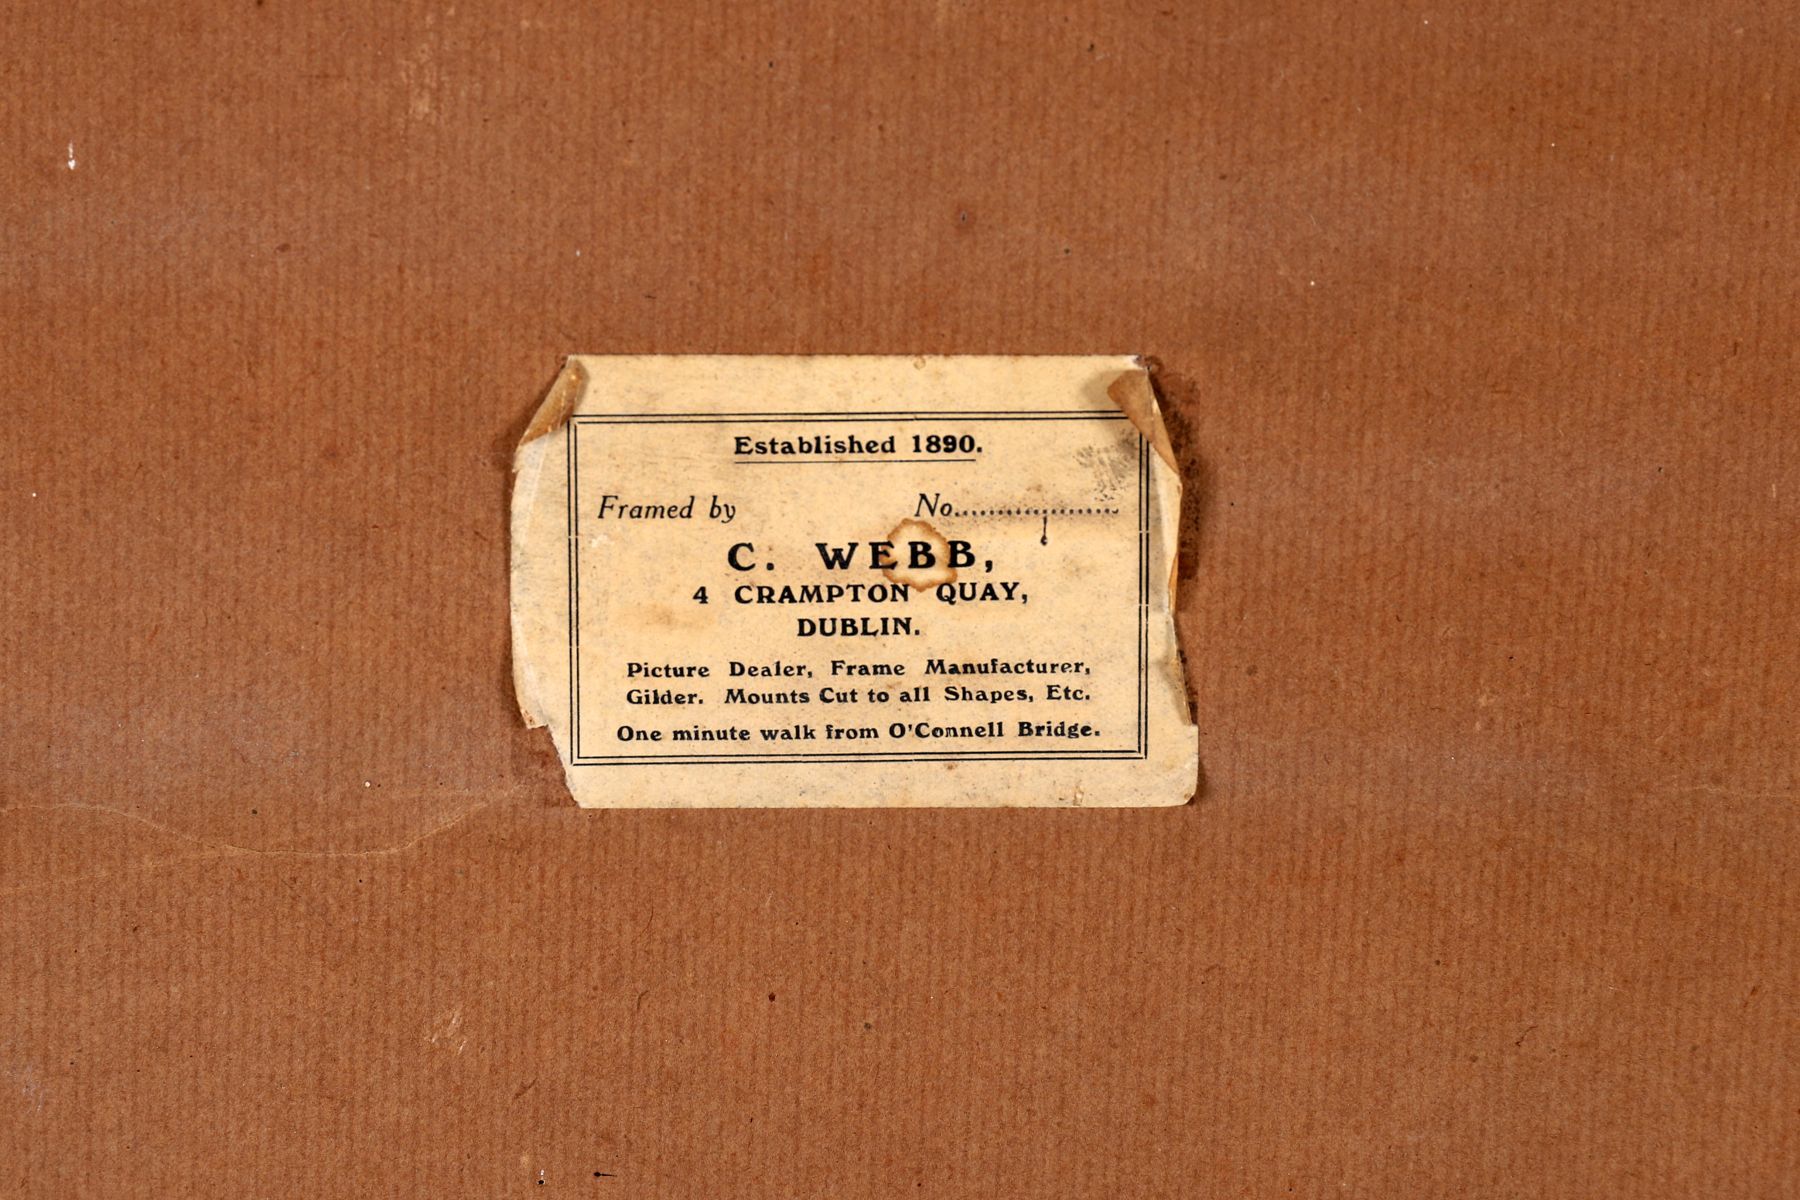 Established 1890.
Framed by No....................
C. WEBB,
4 CRAMPTON QUAY,
DUBLIN.
Picture Dealer, Frame Manufacturer,
Gilder. Mounts Cut to all Shapes, Etc.
One minute walk from O'Connell Bridge.